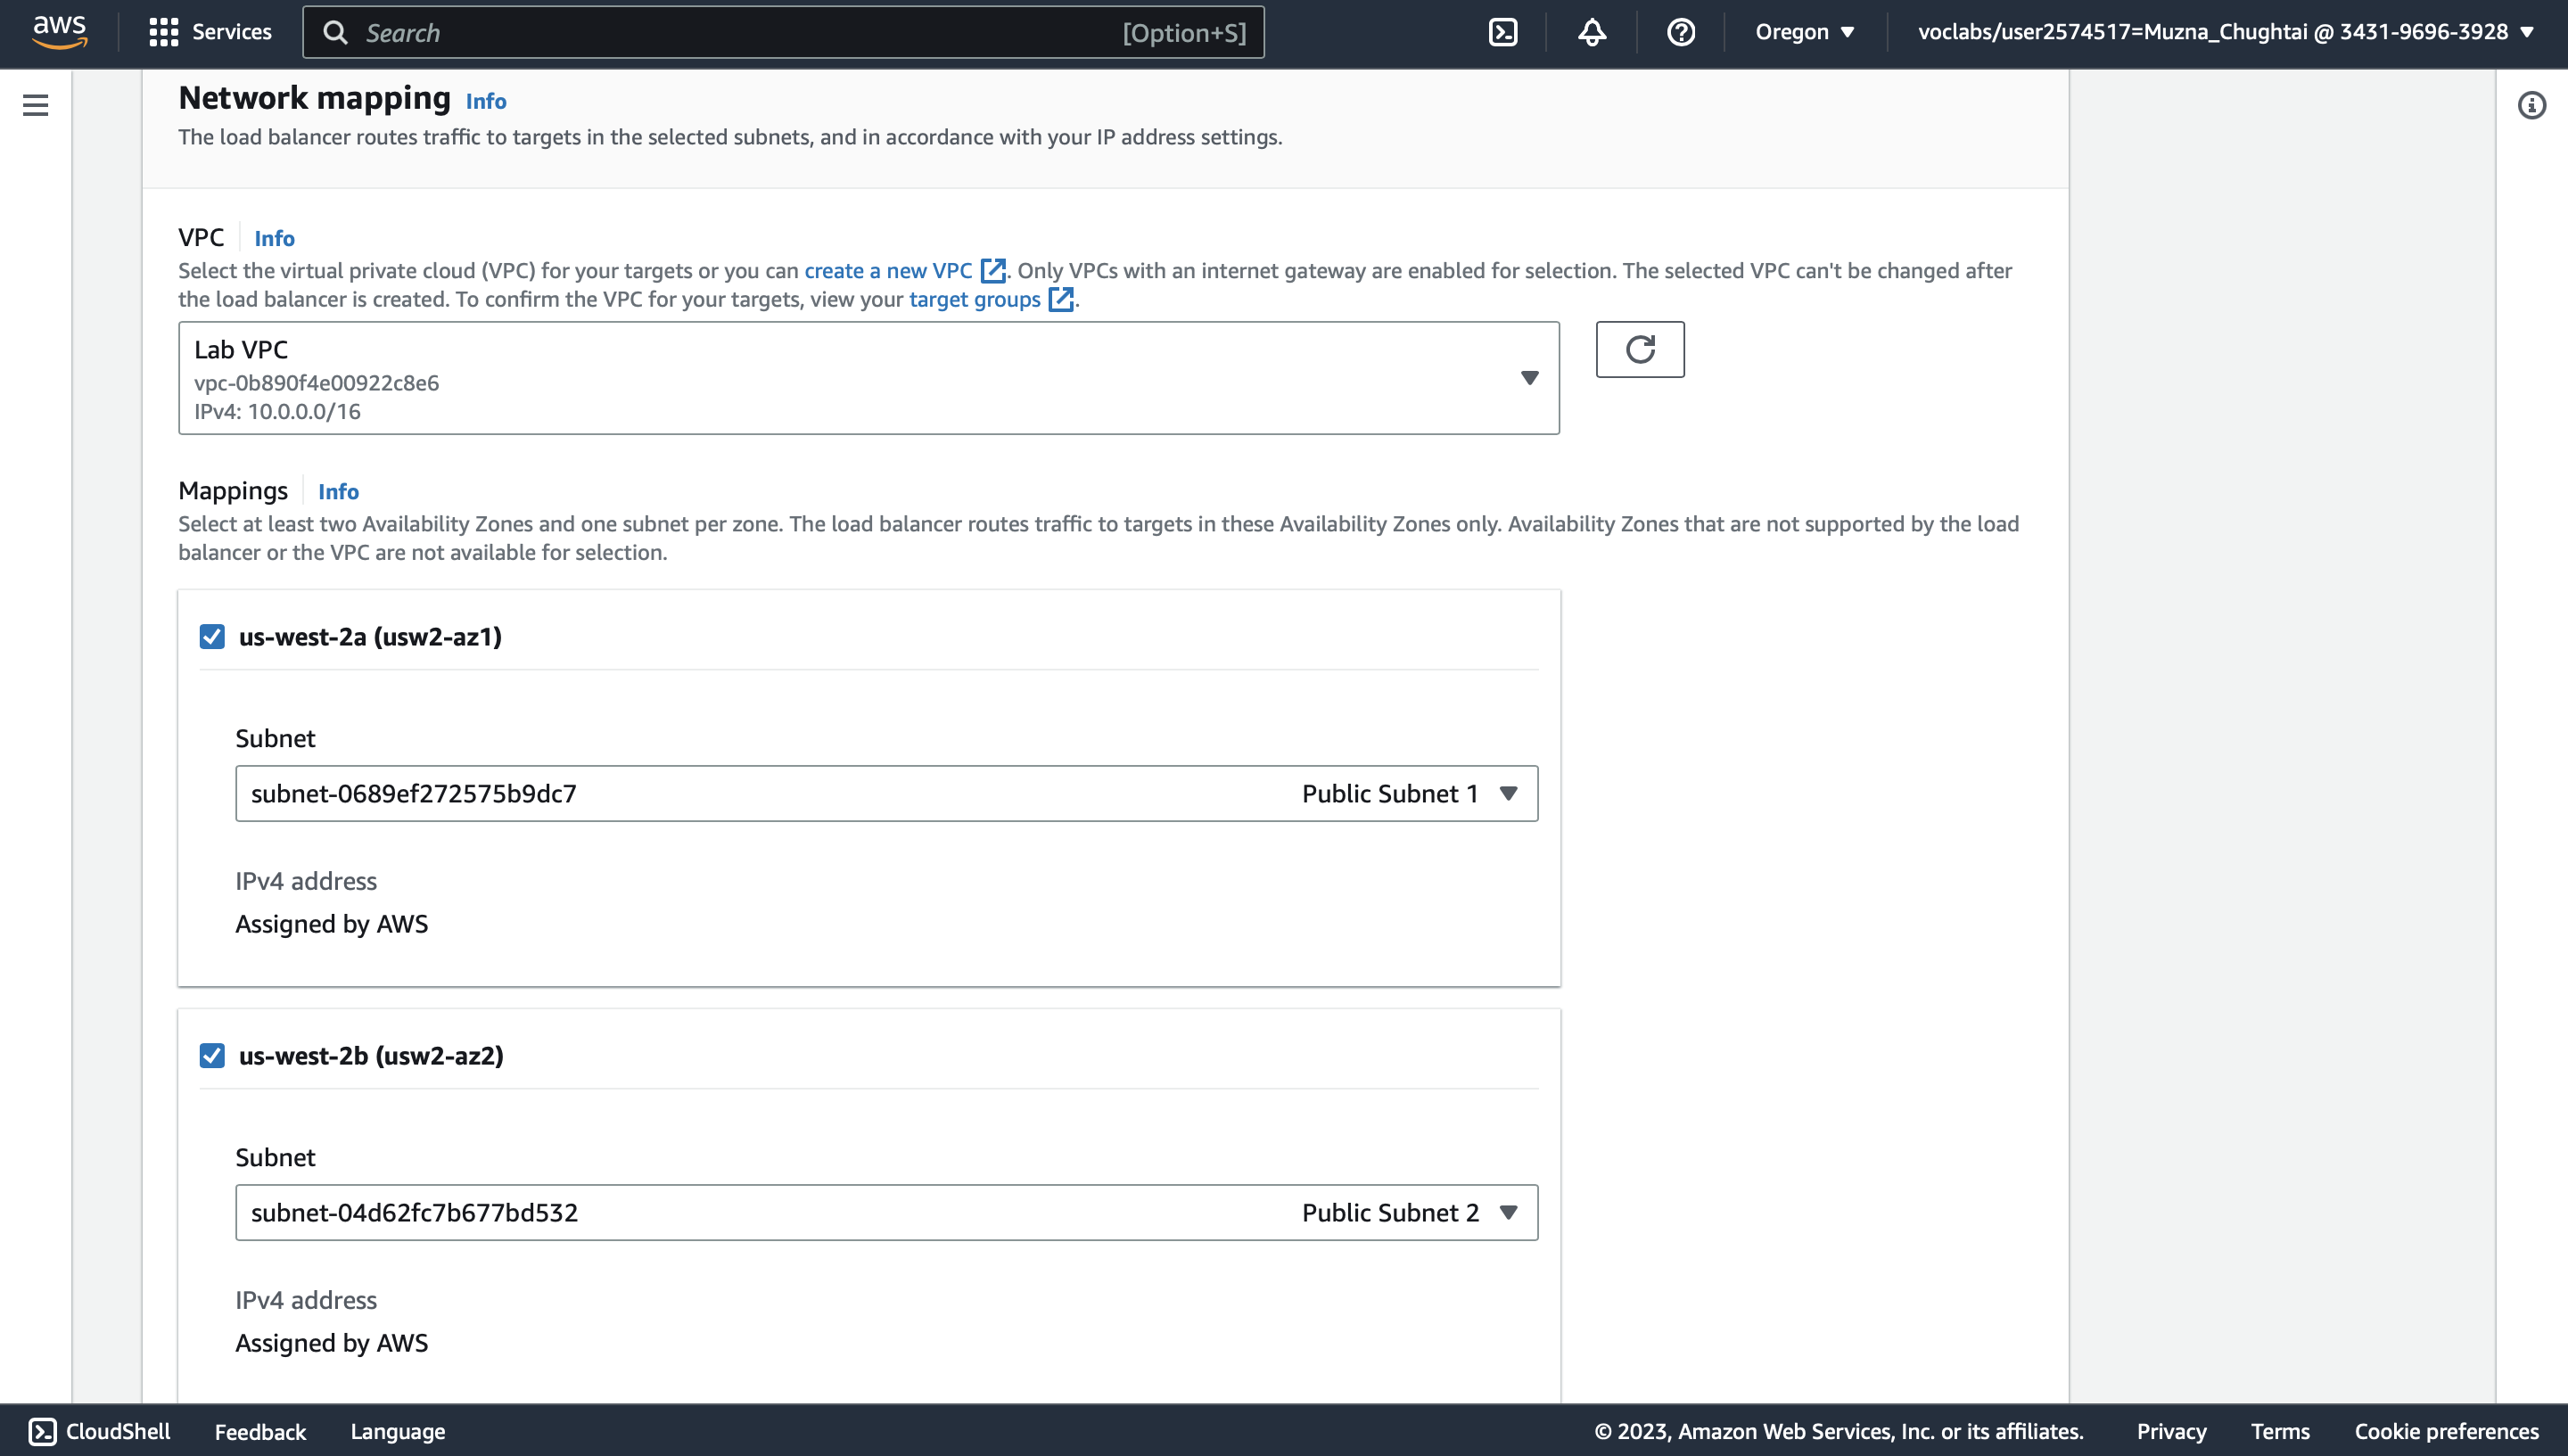 aws
Services
Search
[Option+S]
Oregon
voclabs/user2574517=Muzna_Chughtai @ 3431-9696-3928
Network mapping Info
The load balancer routes traffic to targets in the selected subnets, and in accordance with your IP address settings.
VPC Info
Select the virtual private cloud (VPC) for your targets or you can create a new VPC. Only VPCs with an internet gateway are enabled for selection. The selected VPC can't be changed after
the load balancer is created. To confirm the VPC for your targets, view your target groups.
Lab VPC
vpc-0b890f4e00922c8e6
IPv4: 10.0.0.0/16
Mappings Info
Select at least two Availability Zones and one subnet per zone. The load balancer routes traffic to targets in these Availability Zones only. Availability Zones that are not supported by the load
balancer or the VPC are not available for selection.
us-west-2a (usw2-az1)
Subnet
subnet-0689ef272575b9dc7 Public Subnet 1
IPv4 address
Assigned by AWS
us-west-2b (usw2-az2)
Subnet
subnet-04d62fc7b677bd532 Public Subnet 2
IPv4 address
Assigned by AWS
CloudShell Feedback Language
© 2023, Amazon Web Services, Inc. or its affiliates. Privacy Terms Cookie preferences